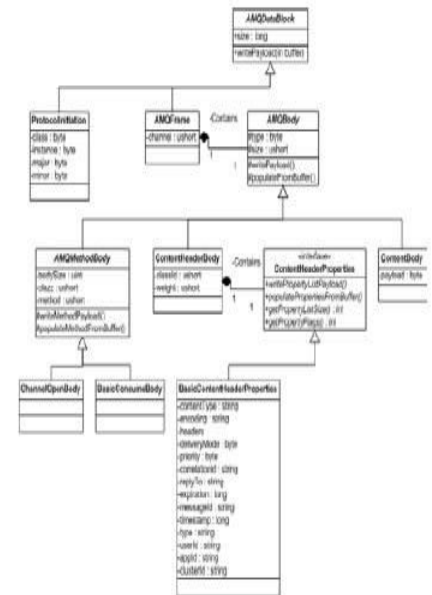 AMQDataBlock
+size : long
+writePayload(in buffer)
ProtocolInitiation
-class : byte
-instance : byte
-major : byte
-minor : byte
AMQFrame
-channel : ushort
-Contains
1
1
AMQBody
#type : byte
#size : ushort
#writePayload()
#populateFromBuffer()
AMQMethodBody
-bodySize : uint
-clazz : ushort
-method : ushort
#writeMethodPayload()
#populateMethodFromBuffer()
ContentHeaderBody
-classId : ushort
-weight : ushort
-Contains
1
1
«interface»
ContentHeaderProperties
+writePropertyListPayload()
+populatePropertiesFromBuffer()
+getPropertyListSize() : int
+getPropertyFlags() : int
ContentBody
-payload : byte
ChannelOpenBody
BasicConsumeBody
BasicContentHeaderProperties
-contentType : string
-encoding : string
-headers
-deliveryMode : byte
-priority : byte
-correlationId : string
-replyTo : string
-expiration : long
-messageId : string
-timestamp : long
-type : string
-userId : string
-appId : string
-clusterId : string